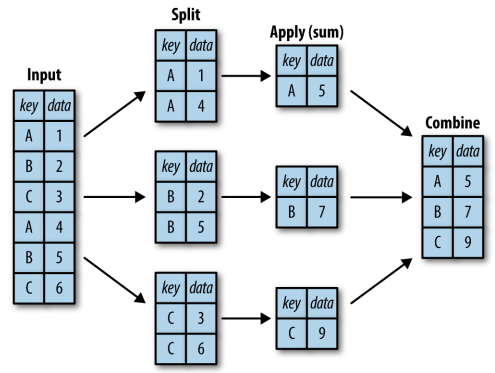 Input
key data
A 1
B 2
C 3
A 4
B 5
C 6
Split
key data
A 1
A 4
key data
B 2
B 5
key data
C 3
C 6
Apply (sum)
key data
A 5
key data
B 7
key data
C 9
Combine
key data
A 5
B 7
C 9